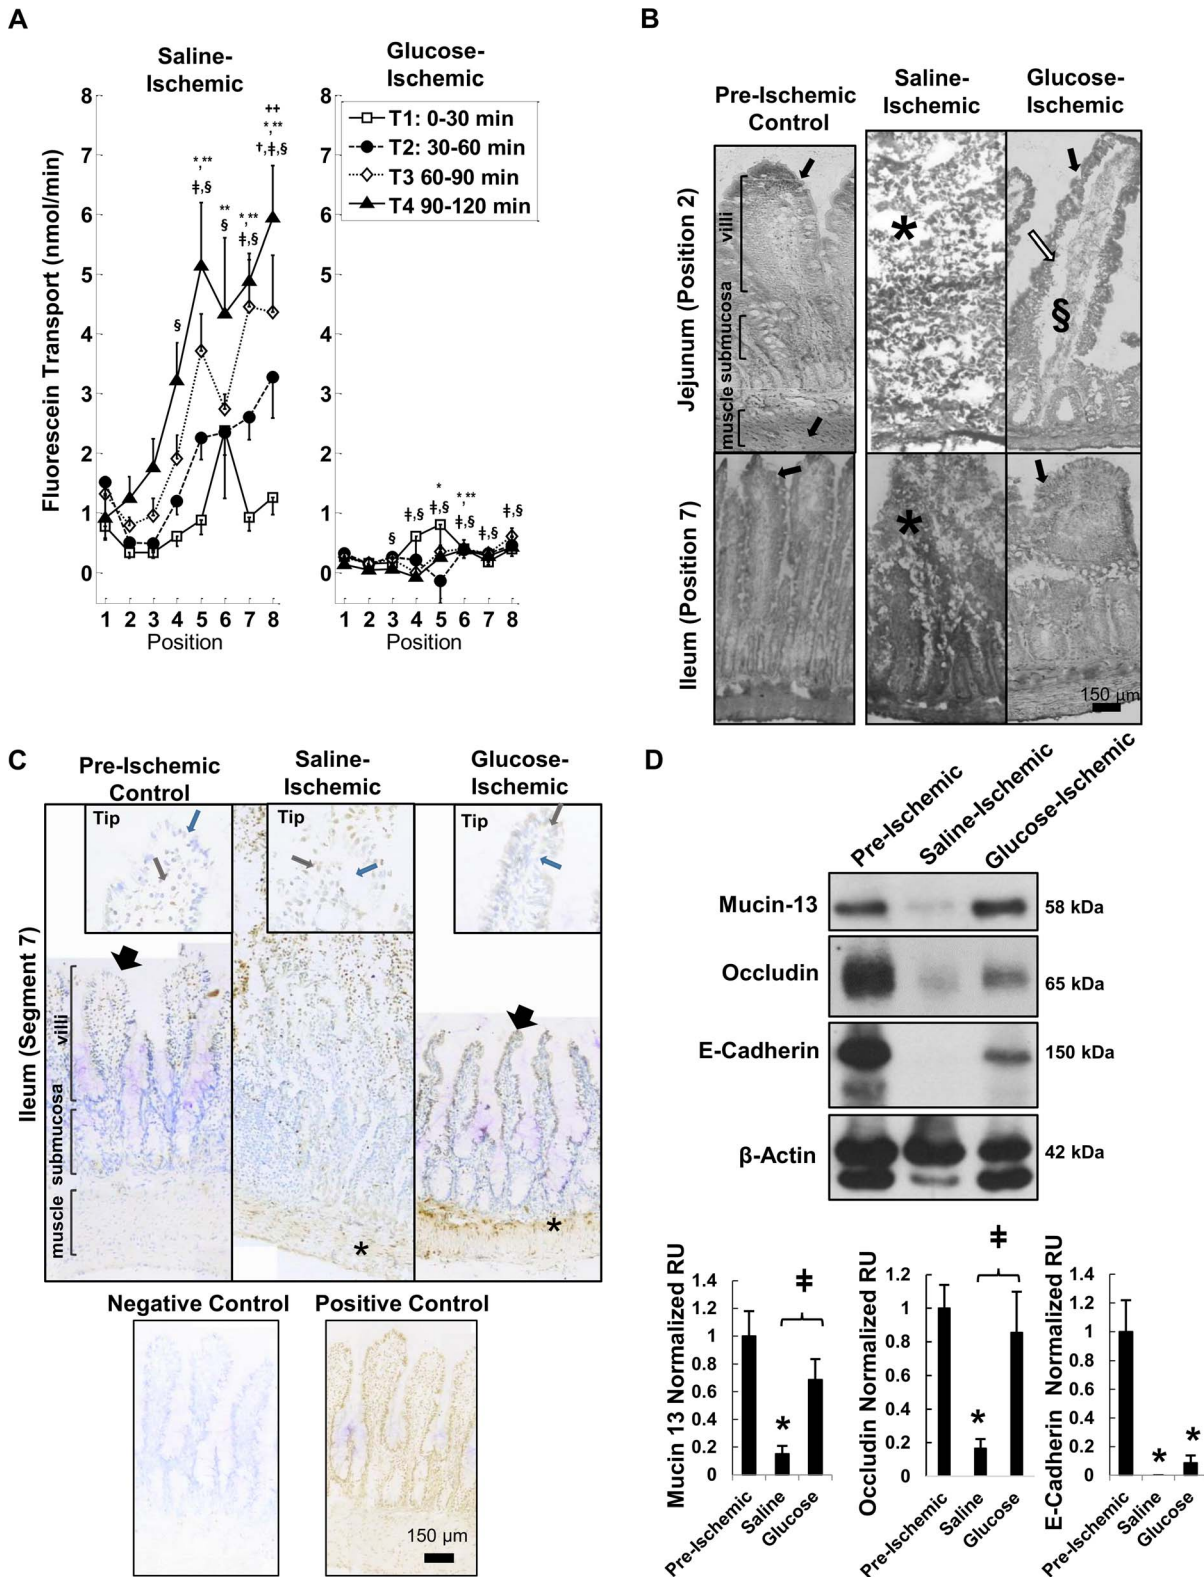 A
Saline-
Ischemic
Glucose-
Ischemic
Fluorescein Transport (nmol/min)
8
7
6
5
4
3
2
1
0
1 2 3 4 5 6 7 8
Position
*,**
ǂ,§
§
**
§
*,**
ǂ,§
++
*,**
†,ǂ,§
8
7
6
5
4
3
2
1
0
1 2 3 4 5 6 7 8
Position
T1: 0-30 min
T2: 30-60 min
T3 60-90 min
T4 90-120 min
§
ǂ,§
*
ǂ,§
*,**
ǂ,§
ǂ,§
ǂ,§
B
Pre-Ischemic
Control
Saline-
Ischemic
Glucose-
Ischemic
Jejunum (Position 2)
villi
submucosa
muscle
*
§
Ileum (Position 7)
*
150 µm
C
Pre-Ischemic
Control
Saline-
Ischemic
Glucose-
Ischemic
Tip
Tip
Tip
Ileum (Segment 7)
villi
submucosa
muscle
*
*
Negative Control
Positive Control
150 µm
D
Pre-Ischemic
Saline-Ischemic
Glucose-Ischemic
Mucin-13
58 kDa
Occludin
65 kDa
E-Cadherin
150 kDa
β-Actin
42 kDa
Mucin 13 Normalized RU
1.4
1.2
1
0.8
0.6
0.4
0.2
0
*
ǂ
Pre-Ischemic
Saline
Glucose
Occludin Normalized RU
1.2
1
0.8
0.6
0.4
0.2
0
*
ǂ
Pre-Ischemic
Saline
Glucose
E-Cadherin Normalized RU
1.4
1.2
1
0.8
0.6
0.4
0.2
0
*
*
Pre-Ischemic
Saline
Glucose